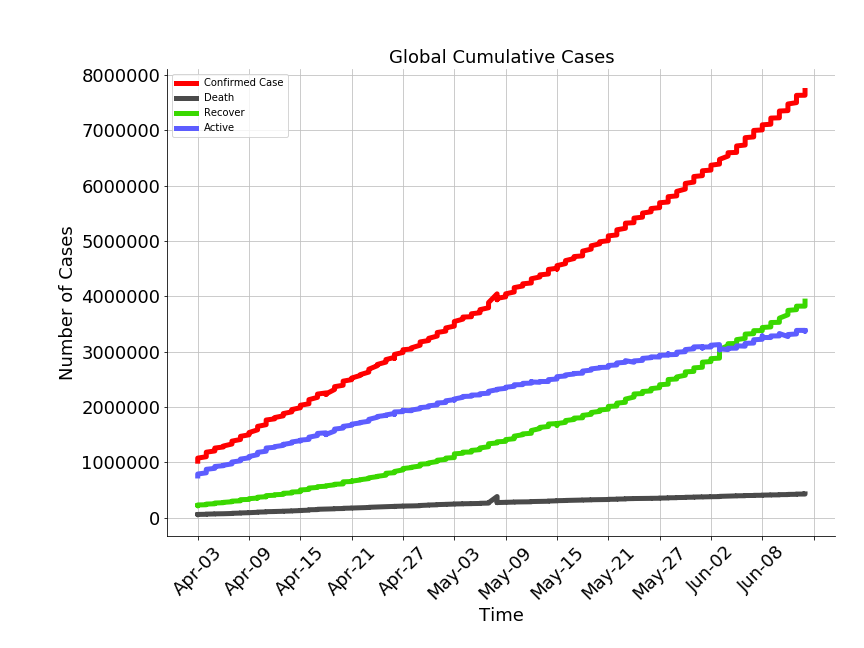 Global Cumulative Cases
8000000
7000000
6000000
5000000
4000000
3000000
2000000
1000000
0
Number of Cases
Confirmed Case
Death
Recover
Active
Apr-03
Apr-09
Apr-15
Apr-21
Apr-27
May-03
May-09
May-15
May-21
May-27
Jun-02
Jun-08
Time